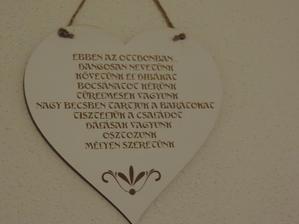 EBBEN AZ OTTHONBAN...
HANGOSAN NEVETÜNK
KÖVETÜNK EL HIBÁKAT
BOCSÁNATOT KÉRÜNK
TÜRELMESEK VAGYUNK
NAGY BECSBEN TARTJUK A BARÁTOKAT
TISZTELJÜK A CSALÁDOT
HÁLÁSAK VAGYUNK
OSZTOZUNK
MÉLYEN SZERETÜNK